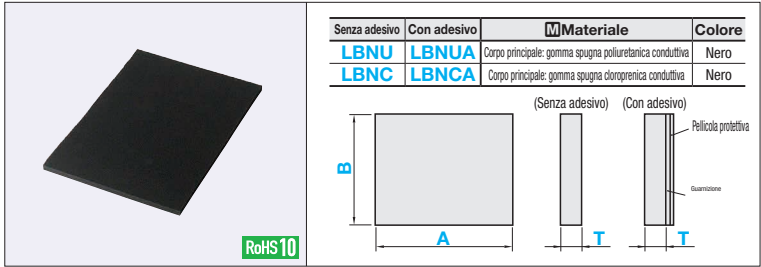 Senza adesivo Con adesivo MMateriale Colore
LBNU LBNUA Corpo principale: gomma spugna poliuretanica conduttiva Nero
LBNC LBNCA Corpo principale: gomma spugna cloroprenica conduttiva Nero
(Senza adesivo) (Con adesivo)
Pellicola protettiva
B
Guarnizione
A T T
RoHS10